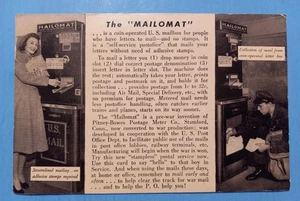 The "MAILOMAT"
MAILOMAT
MAILOMAT
. . . is a coin-operated U. S. mailbox for people
who have letters to mail—and no stamps. It
is a "self-service postoffice" that mails your
letters without need of adhesive stamps.
Collection of mail from
coin-operated letter box
To mail a letter you (1) drop money in coin
slot (2) dial correct postage denomination (3)
insert letter in letter slot. The machine does
the rest; automatically takes your letter, prints
postage and postmark on it, and holds it for
collection . . . provides postage from 1c to 32c,
including Air Mail, Special Delivery, etc., with
no premium for postage. Metered mail needs
less postoffice handling, often catches earlier
trains and planes, starts on its way sooner.
The "Mailomat" is a pre-war invention of
Pitney-Bowes Postage Meter Co., Stamford,
Conn., now converted to war production; was
developed in cooperation with the U. S. Post
Office Dept. to facilitate public use of the mails
in post office lobbies, railway terminals, etc.
Manufacturing will begin when the war is won.
Try this new "stampless" postal service now.
Use this card to say "hello" to that boy in
Service. And when using the mails these days,
at home or office, remember to mail early and
often . . . to help clear the track for war mail
. . . and to help the P. O. help you!
U.S.
MAIL
Streamlined mailing . . no
adhesive stamps required